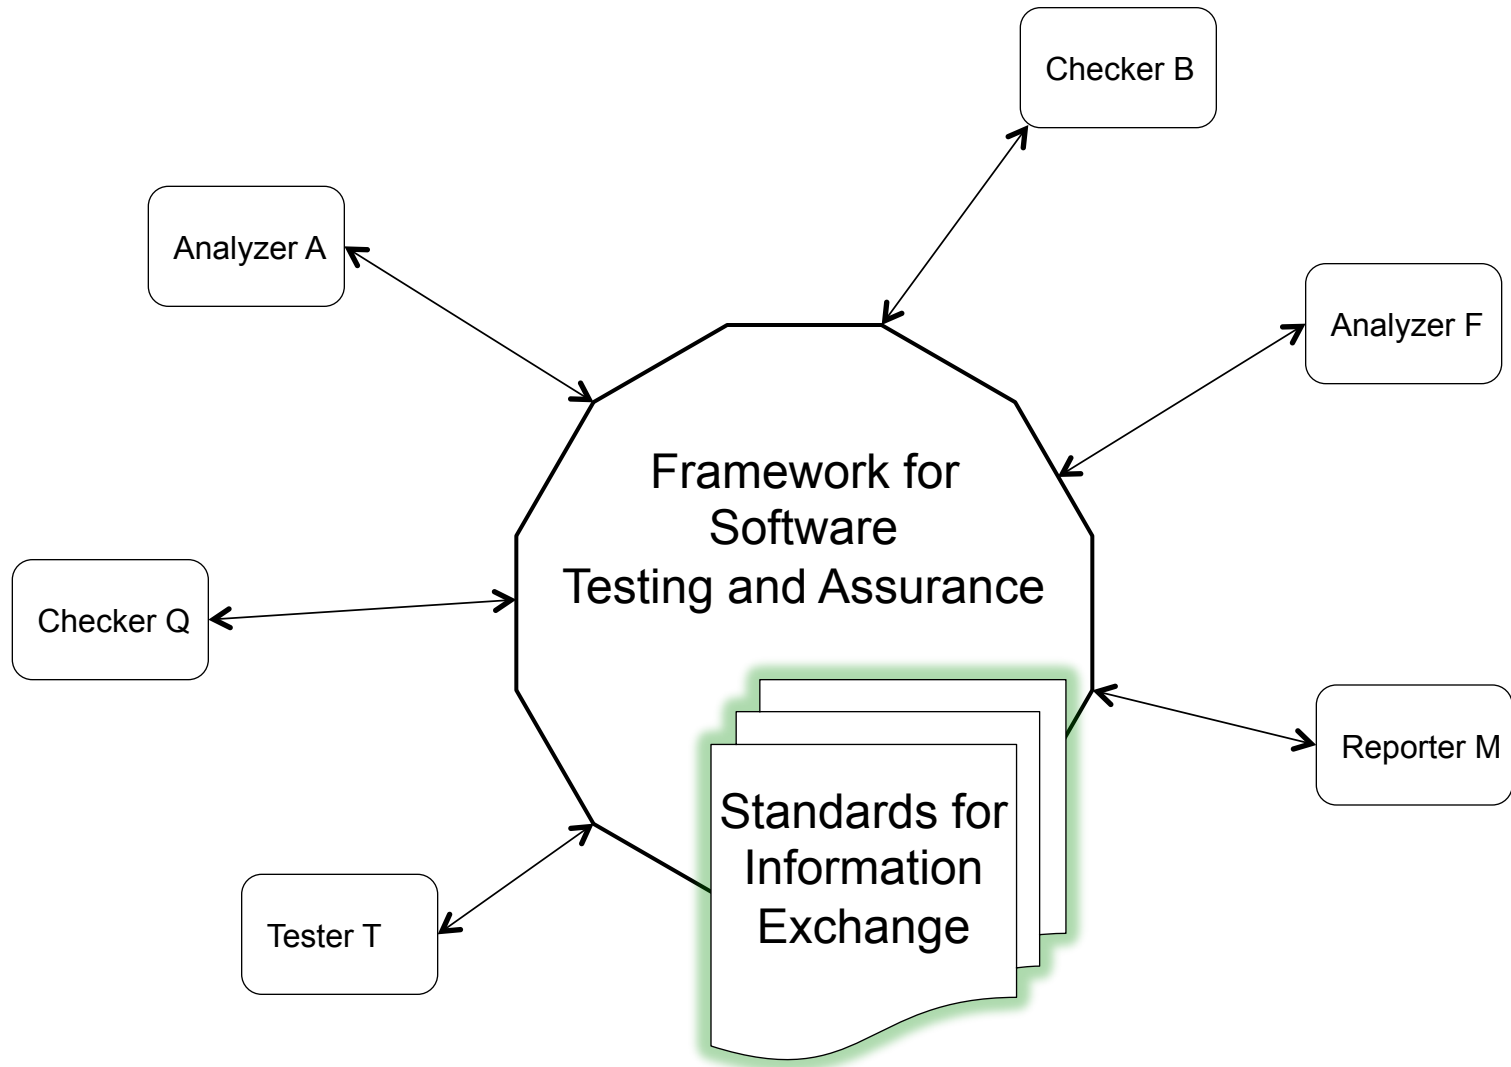 Checker B
Analyzer A
Analyzer F
Framework for
Software
Testing and Assurance
Checker Q
Reporter M
Standards for
Information
Exchange
Tester T